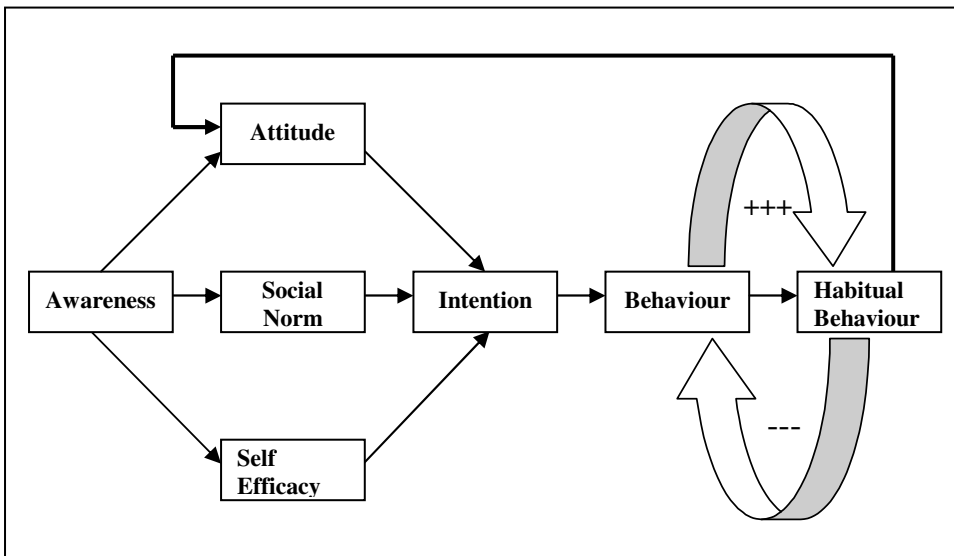 Attitude
+++
Awareness
Social
Norm
Intention
Behaviour
Habitual
Behaviour
---
Self
Efficacy